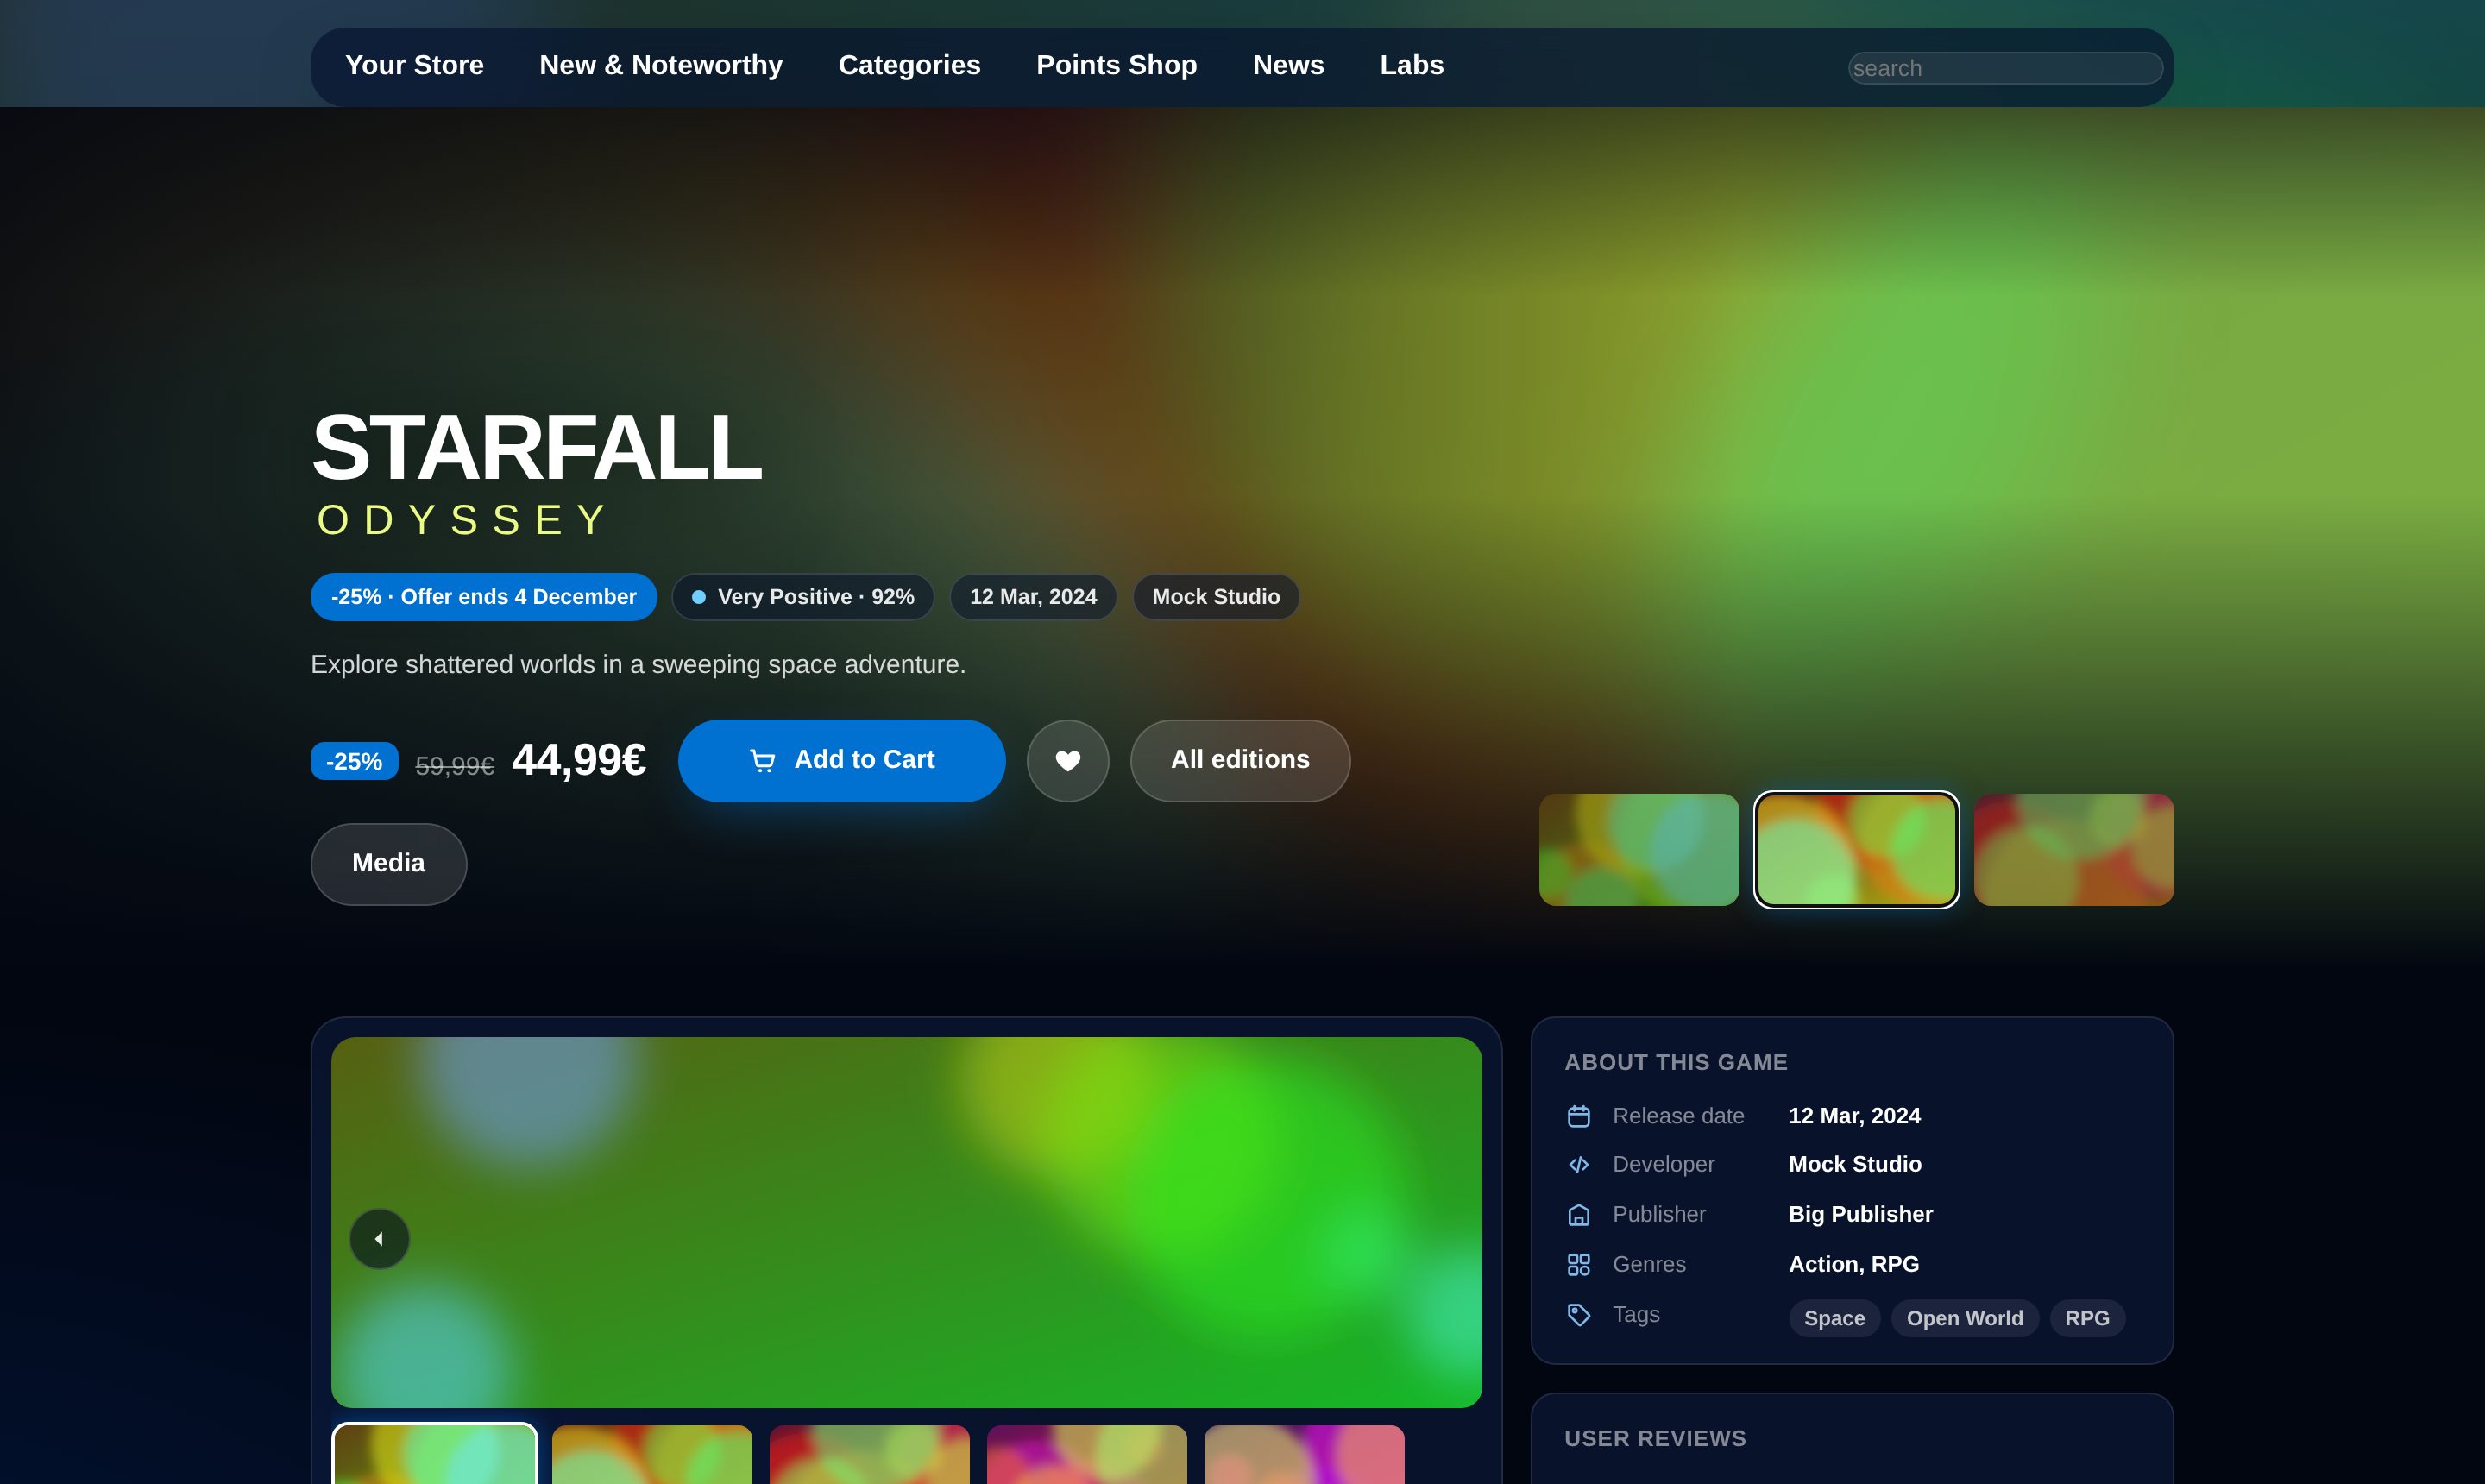 Your Store New & Noteworthy Categories Points Shop News Labs search
STARFALL
ODYSSEY
-25% · Offer ends 4 December Very Positive · 92% 12 Mar, 2024 Mock Studio
Explore shattered worlds in a sweeping space adventure.
-25% 59,99€ 44,99€ Add to Cart All editions
Media
ABOUT THIS GAME
Release date 12 Mar, 2024
Developer Mock Studio
Publisher Big Publisher
Genres Action, RPG
Tags Space Open World RPG
USER REVIEWS